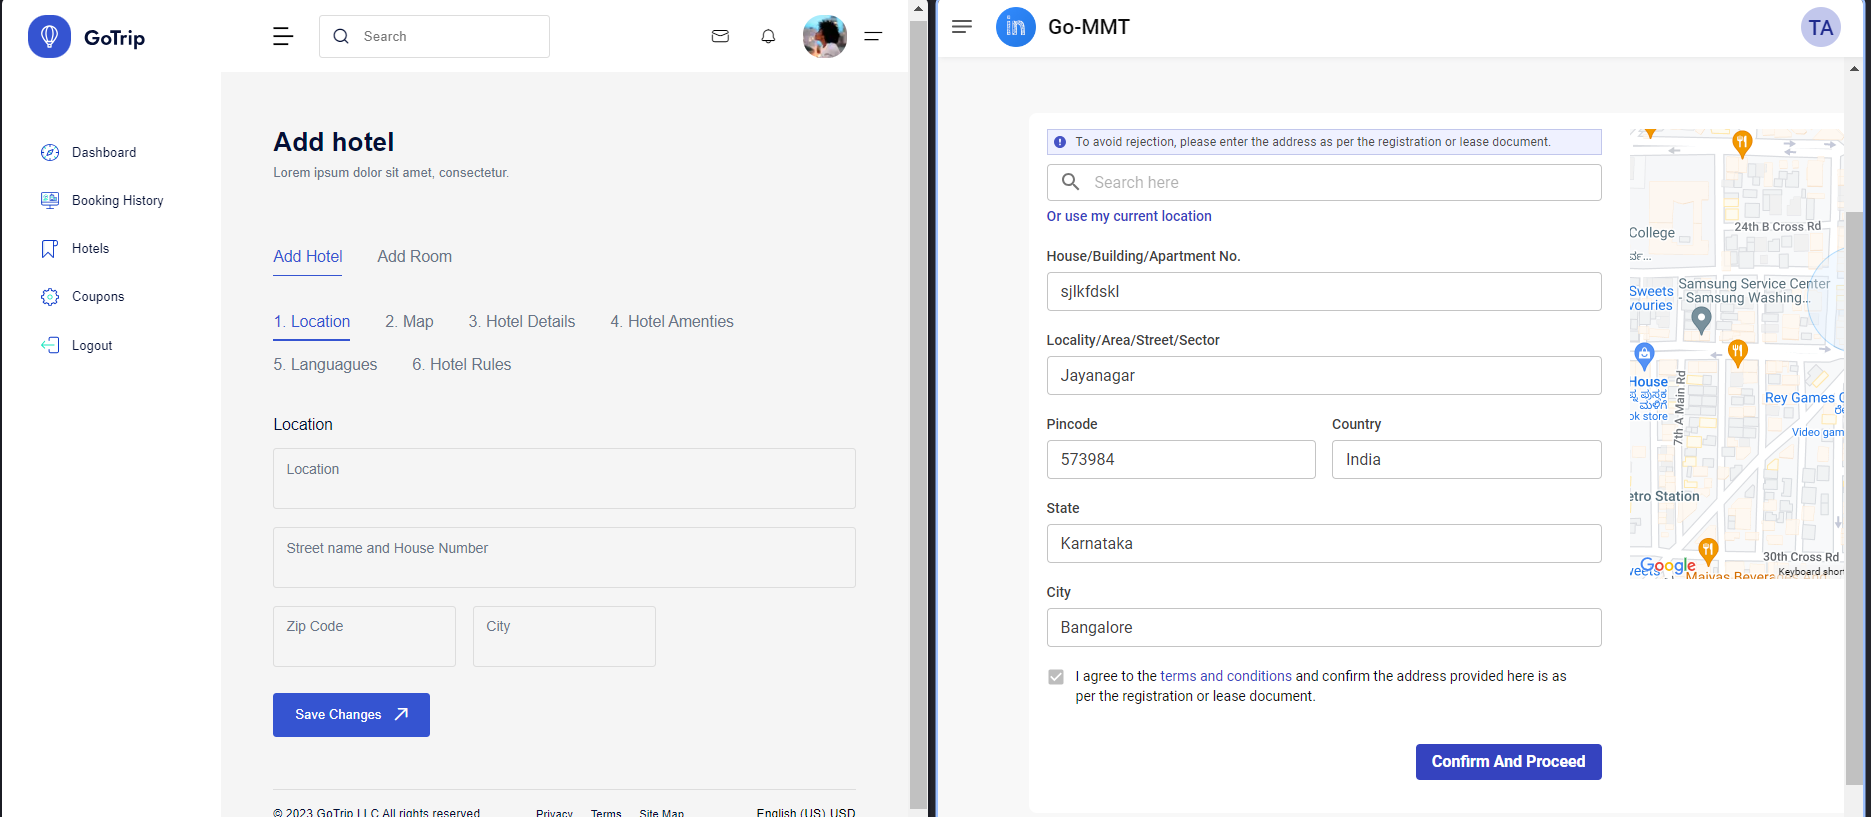 GoTrip
Search
Dashboard
Booking History
Hotels
Coupons
Logout
Add hotel
Lorem ipsum dolor sit amet, consectetur.
Add Hotel Add Room
1. Location 2. Map 3. Hotel Details 4. Hotel Amenties
5. Languagues 6. Hotel Rules
Location
Location
Street name and House Number
Zip Code City
Save Changes
© 2023 GoTrip LLC All rights reserved Privacy Terms Site Map English (US) USD
in Go-MMT TA
To avoid rejection, please enter the address as per the registration or lease document.
Search here
Or use my current location
House/Building/Apartment No.
sjlkfdskl
Locality/Area/Street/Sector
Jayanagar
Pincode Country
573984 India
State
Karnataka
City
Bangalore
I agree to the terms and conditions and confirm the address provided here is as
per the registration or lease document.
Confirm And Proceed
24th B Cross Rd
College
Samsung Service Center
- Samsung Washing...
Sweets
vouries
House
ಮಳಿಗೆ
ok store
7th A Main Rd
Rey Games
Video gam
etro Station
30th Cross Rd
Google
Keyboard shor
Maiyas Beverages And